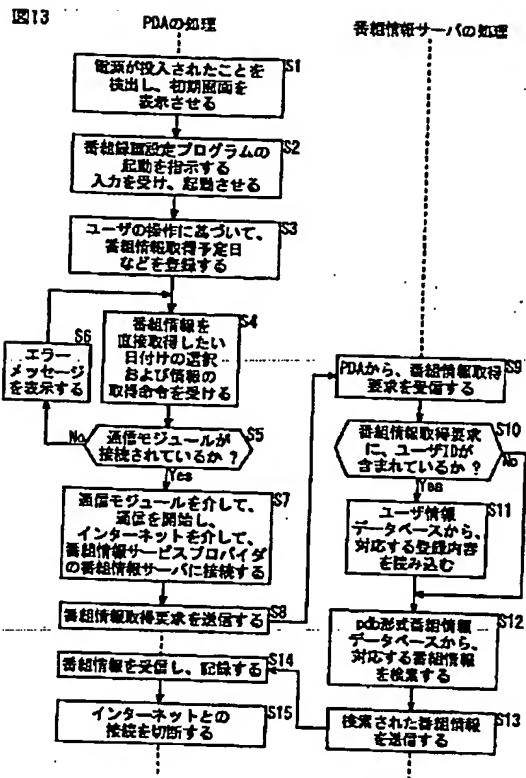 図13
PDAの処理
番組情報サーバの処理
電源が投入されたことを
検出し、初期画面を
表示させる
S1
番組録画設定プログラムの
起動を指示する
入力を受け、起動させる
S2
ユーザの操作に基づいて、
番組情報取得予定日
などを登録する
S3
番組情報を
直接取得したい
日付けの選択
および情報の
取得命令を受ける
S4
エラー
メッセージ
を表示する
S6
通信モジュールが
接続されているか?
S5
No
Yes
通信モジュールを介して、
通信を開始し、
インターネットを介して、
番組情報サービスプロバイダ
の番組情報サーバに接続する
S7
番組情報取得要求を送信する
S8
PDAから、番組情報取得
要求を受信する
S9
番組情報取得要求
に、ユーザIDが
含まれているか?
S10
No
Yes
ユーザ情報
データベースから、
対応する登録内容
を読み込む
S11
pdb形式番組情報
データベースから、
対応する番組情報
を検索する
S12
検索された番組情報
を送信する
S13
番組情報を受信し、記録する
S14
インターネットとの
接続を切断する
S15